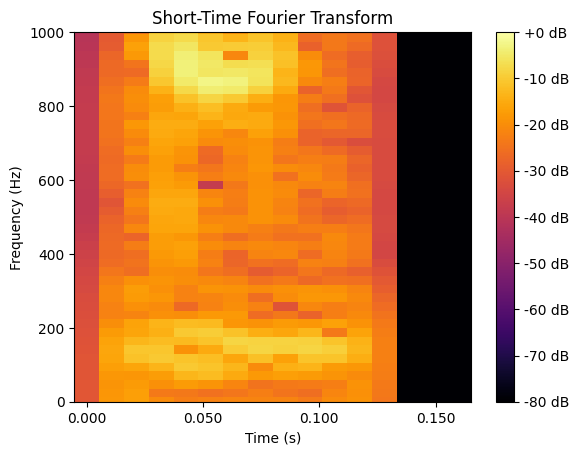 Short-Time Fourier Transform
1000
800
600
400
200
0
Frequency (Hz)
0.000
0.050
0.100
0.150
Time (s)
+0 dB
-10 dB
-20 dB
-30 dB
-40 dB
-50 dB
-60 dB
-70 dB
-80 dB